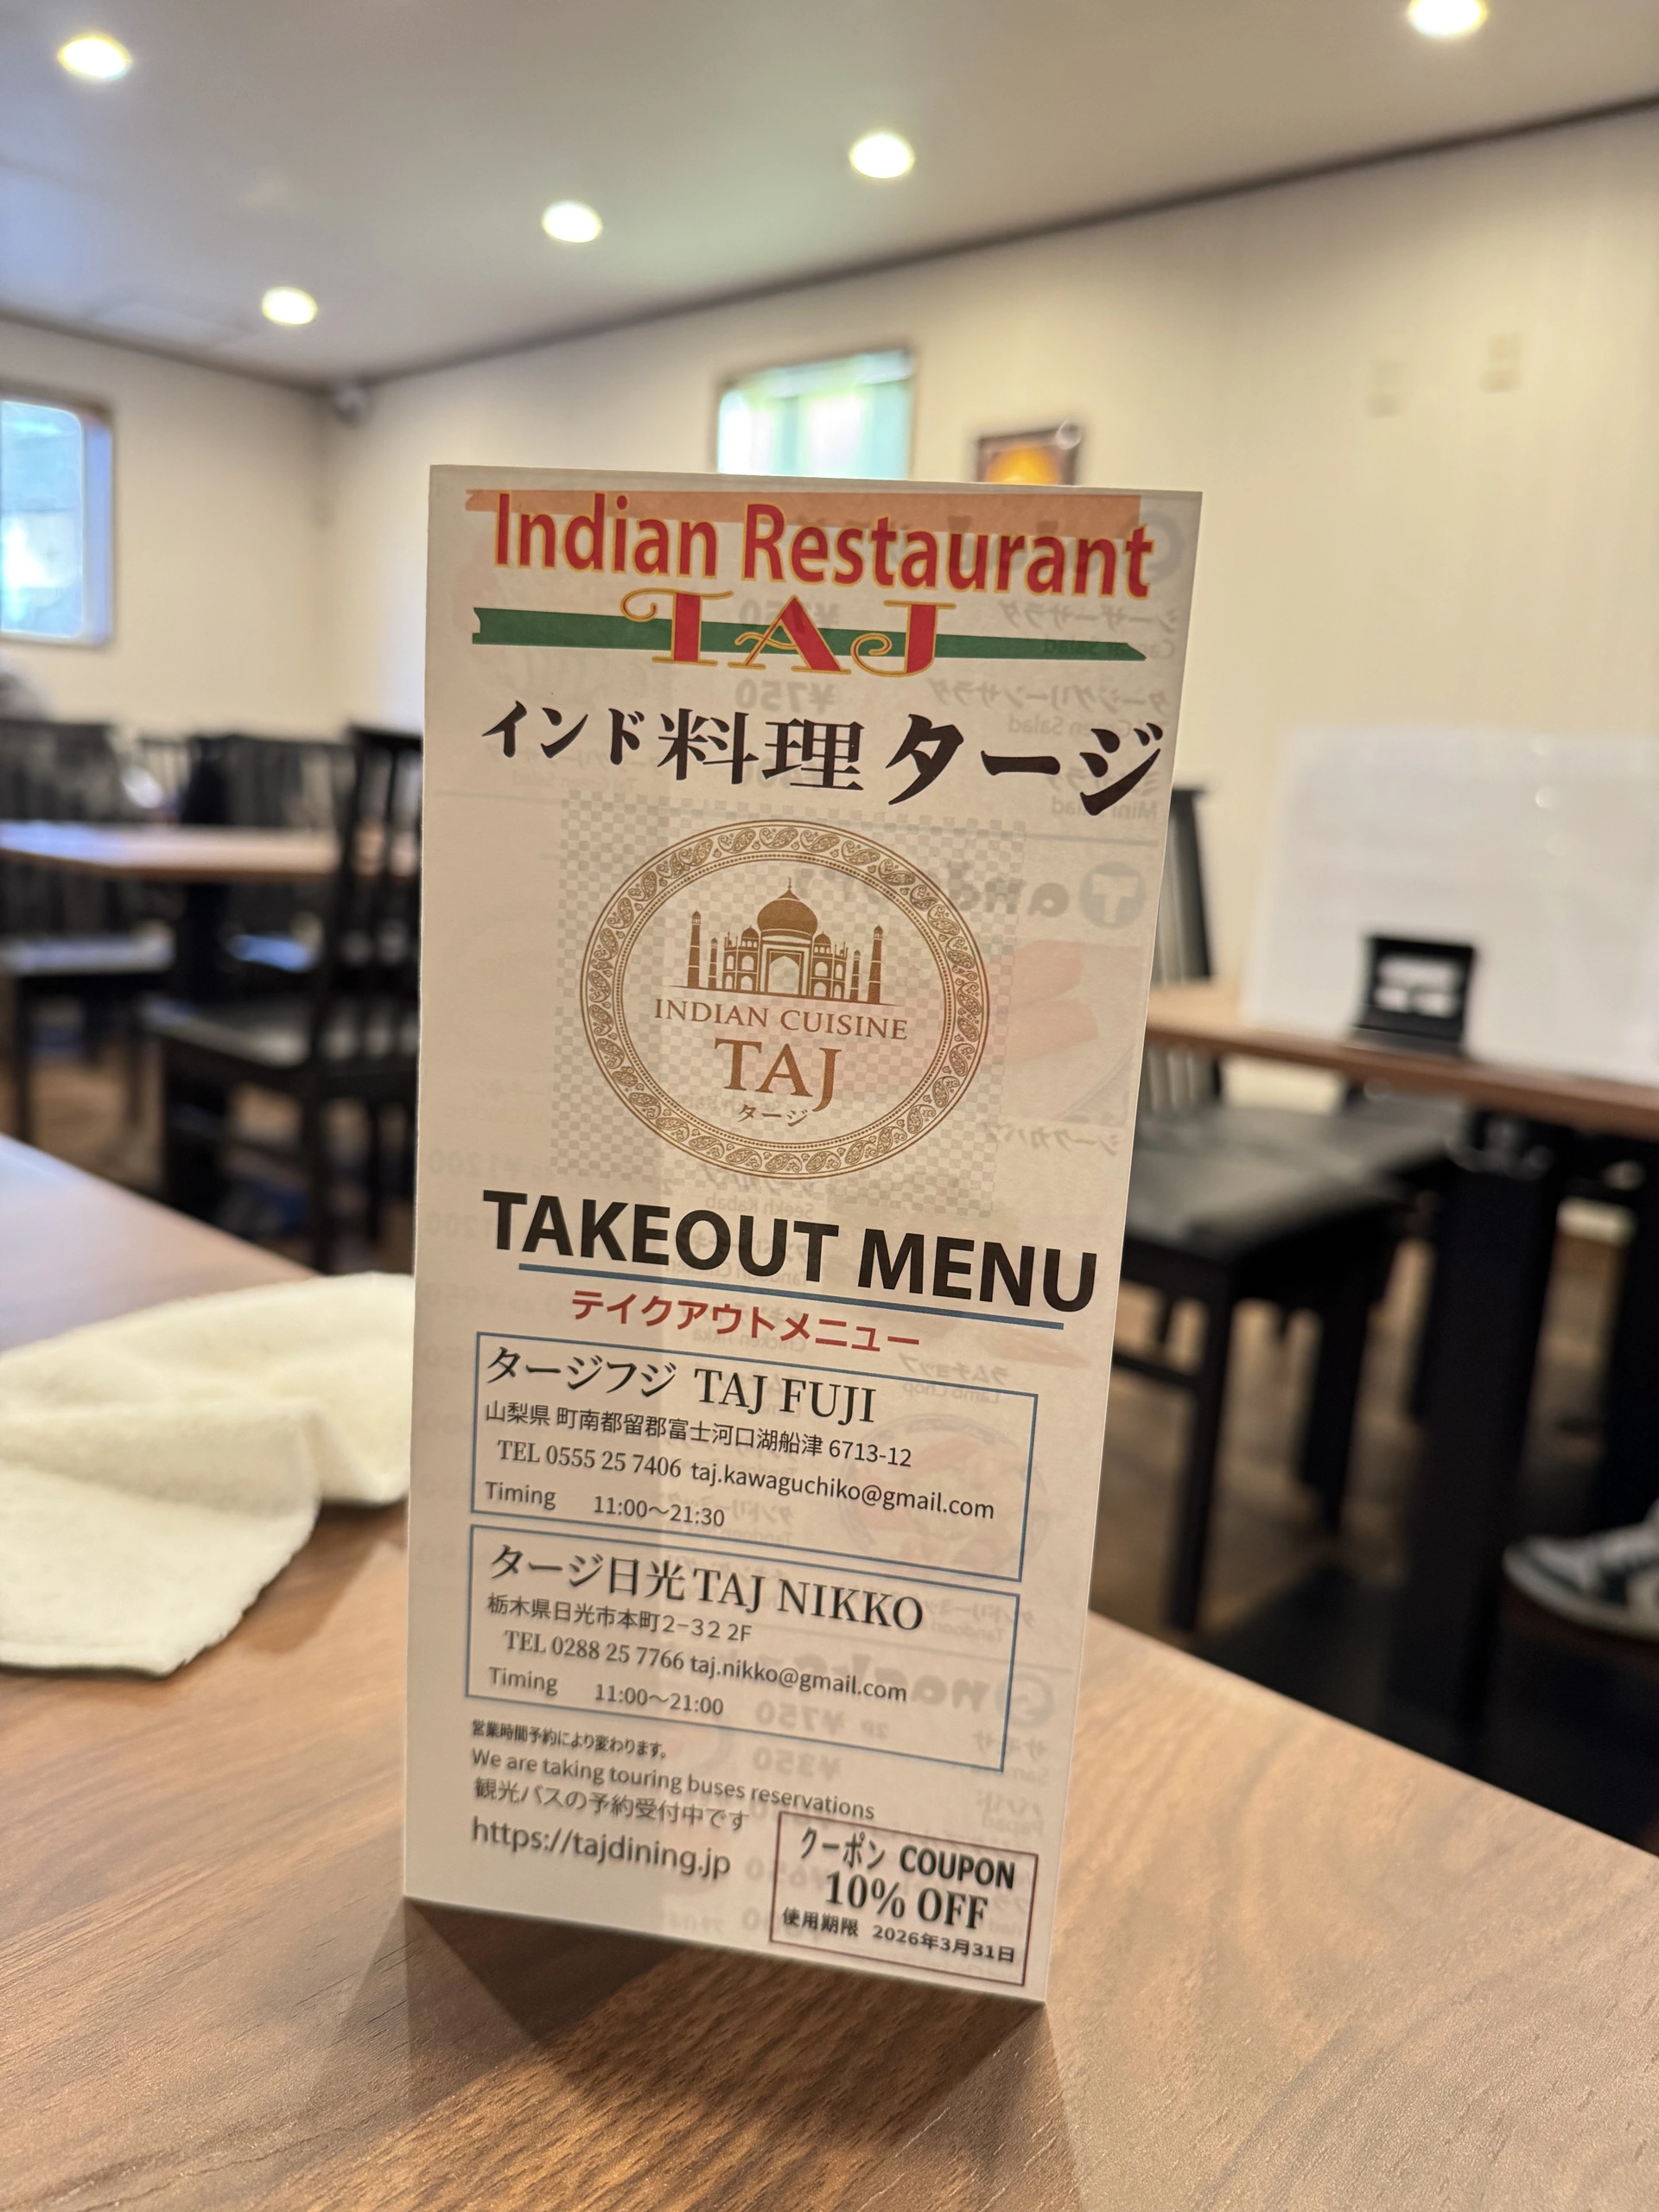 Indian Restaurant
TAJ
インド料理 タージ
INDIAN CUISINE
TAJ
タージ
TAKEOUT MENU
テイクアウトメニュー
タージフジ TAJ FUJI
山梨県 町南都留郡富士河口湖船津 6713-12
TEL 0555 25 7406 taj.kawaguchiko@gmail.com
Timing 11:00～21:30
タージ日光 TAJ NIKKO
栃木県日光市本町２−３２ 2F
TEL 0288 25 7766 taj.nikko@gmail.com
Timing 11:00～21:00
営業時間予約により変わります。
We are taking touring buses reservations
観光バスの予約受付中です
https://tajdining.jp
クーポン COUPON
10% OFF
使用期限 2026年3月31日